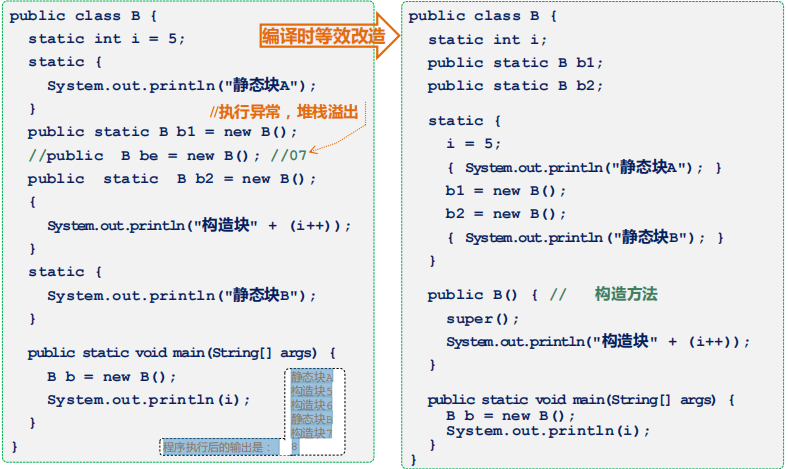 public class B {
static int i = 5;
static {
System.out.println("静态块A");
}
public static B b1 = new B();
//public B be = new B(); //07
public static B b2 = new B();
{
System.out.println("构造块" + (i++));
}
static {
System.out.println("静态块B");
}
public static void main(String[] args) {
B b = new B();
System.out.println(i);
}
}
//执行异常，堆栈溢出
程序执行后的输出是：
静态块A
构造块5
构造块6
静态块B
构造块7
8
编译时等效改造
public class B {
static int i;
public static B b1;
public static B b2;
static {
i = 5;
{ System.out.println("静态块A"); }
b1 = new B();
b2 = new B();
{ System.out.println("静态块B"); }
}
public B() { // 构造方法
super();
System.out.println("构造块" + (i++));
}
public static void main(String[] args) {
B b = new B();
System.out.println(i);
}
}